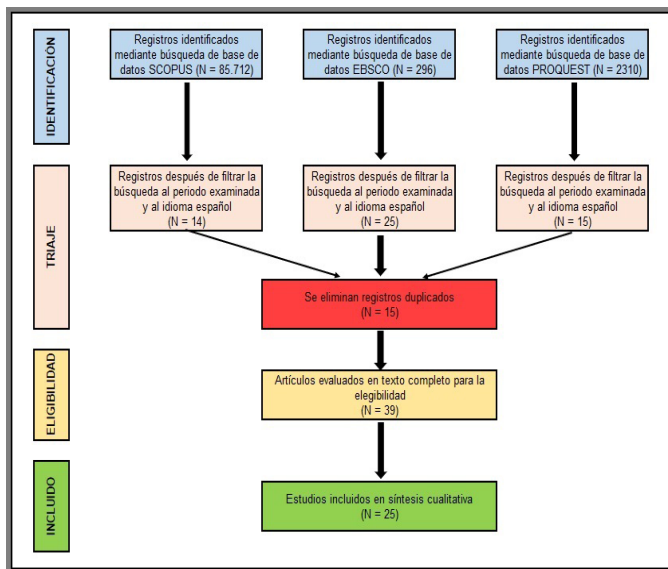 IDENTIFICACIÓN
Registros identificados
mediante búsqueda de base de
datos SCOPUS (N = 85.712)
Registros identificados
mediante búsqueda de base de
datos EBSCO (N = 296)
Registros identificados
mediante búsqueda de base de
datos PROQUEST (N = 2310)
TRIAJE
Registros después de filtrar la
búsqueda al periodo examinada
y al idioma español
(N = 14)
Registros después de filtrar la
búsqueda al periodo examinada
y al idioma español
(N = 25)
Registros después de filtrar la
búsqueda al periodo examinada
y al idioma español
(N = 15)
Se eliminan registros duplicados
(N = 15)
ELIGIBILIDAD
Artículos evaluados en texto completo para la
elegibilidad
(N = 39)
INCLUIDO
Estudios incluidos en síntesis cualitativa
(N = 25)